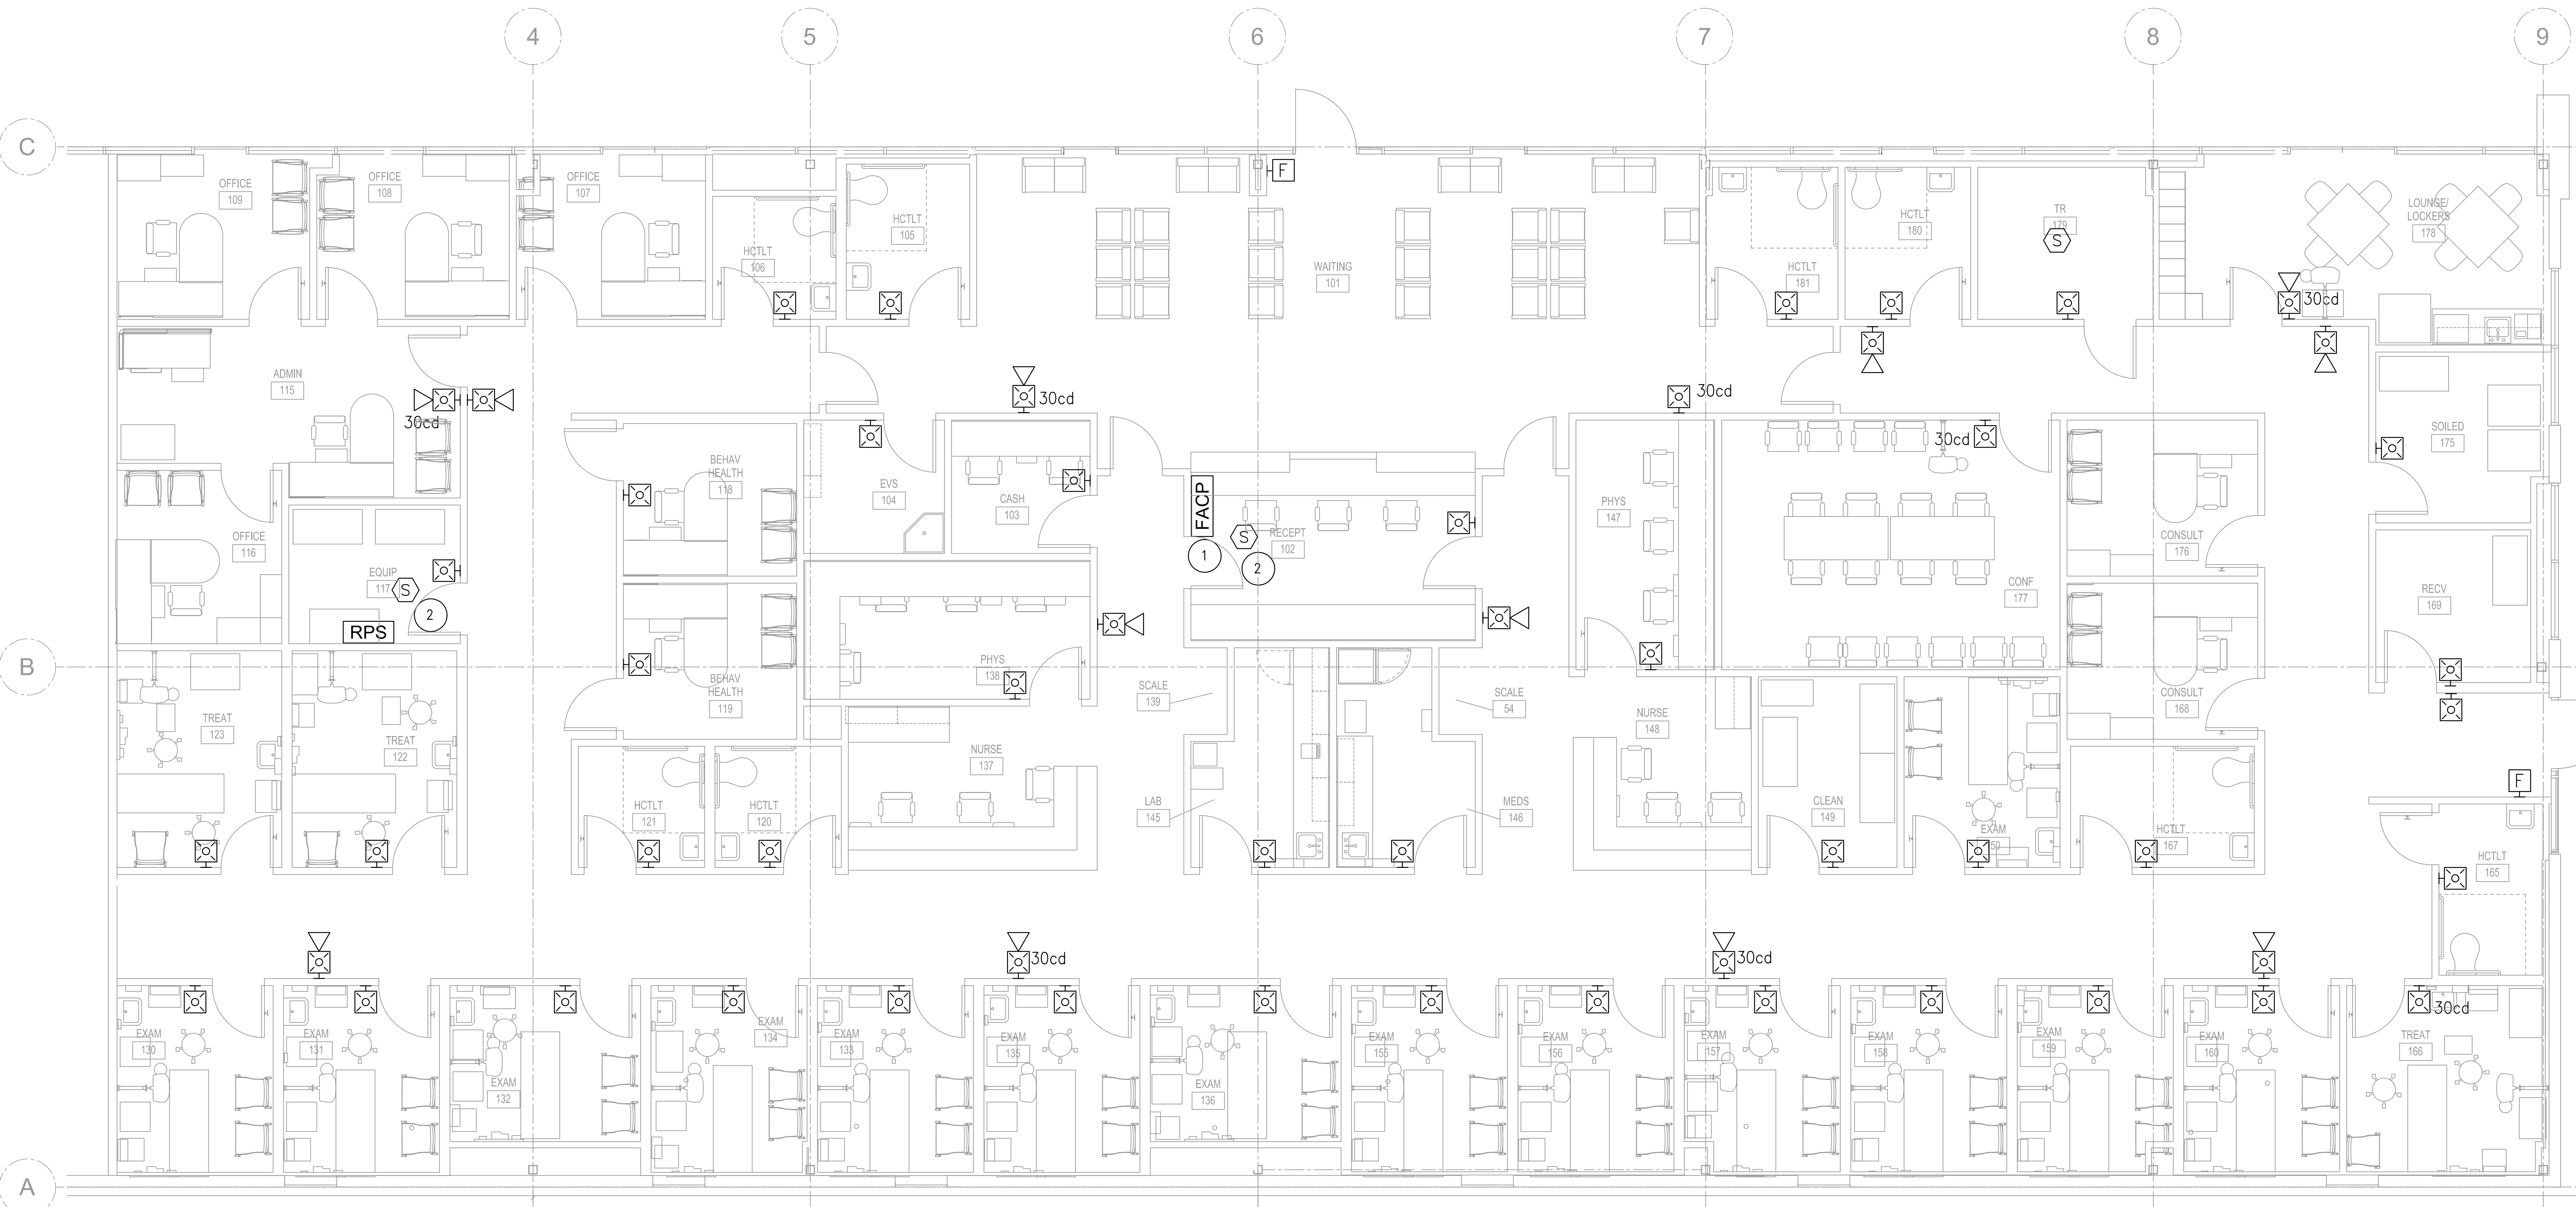 4
5
6
7
8
9
C
OFFICE
109
OFFICE
108
OFFICE
107
HCTLT
106
HCTLT
105
F
WAITING
101
HCTLT
181
HCTLT
180
TR
179
S
LOUNGE/
LOCKERS
178
30cd
ADMIN
115
30cd
30cd
30cd
30cd
BEHAV
HEALTH
118
EVS
104
CASH
103
FACP
1
S
2
RECEPT
102
PHYS
147
CONF
177
CONSULT
176
SOILED
175
OFFICE
116
EQUIP
117
S
2
RPS
RECV
169
B
BEHAV
HEALTH
119
PHYS
138
SCALE
139
SCALE
54
NURSE
148
CONSULT
168
TREAT
123
TREAT
122
NURSE
137
HCTLT
121
HCTLT
120
LAB
145
MEDS
146
CLEAN
149
EXAM
50
HCTLT
167
F
HCTLT
165
30cd
30cd
EXAM
130
EXAM
131
EXAM
132
EXAM
134
EXAM
133
EXAM
135
EXAM
136
EXAM
155
EXAM
156
EXAM
157
EXAM
158
EXAM
159
EXAM
160
30cd
TREAT
166
A